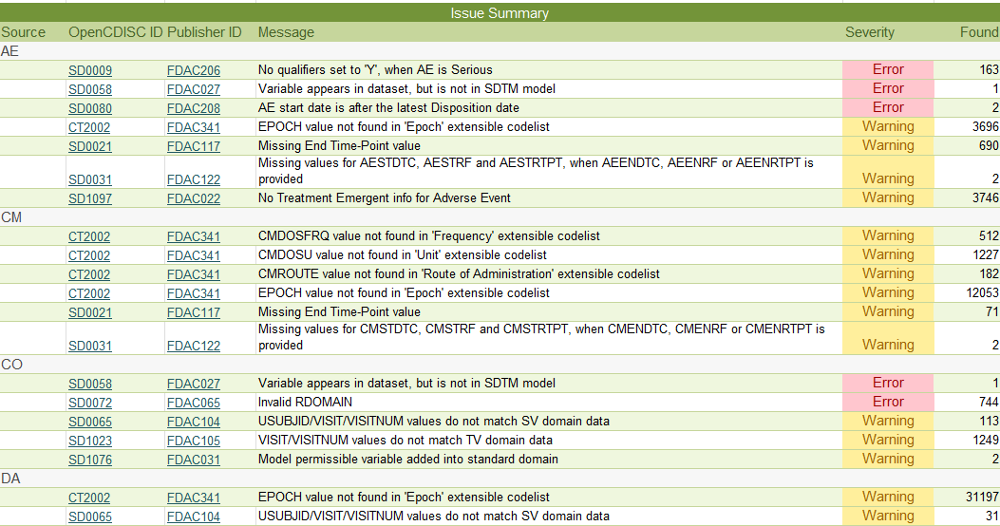 Issue Summary
Source OpenCDISC ID Publisher ID Message Severity Found
AE
SD0009 FDAC206 No qualifiers set to 'Y', when AE is Serious Error 163
SD0058 FDAC027 Variable appears in dataset, but is not in SDTM model Error 1
SD0080 FDAC208 AE start date is after the latest Disposition date Error 2
CT2002 FDAC341 EPOCH value not found in 'Epoch' extensible codelist Warning 3696
SD0021 FDAC117 Missing End Time-Point value Warning 690
Missing values for AESTDTC, AESTRF and AESTRTPT, when AEENDTC, AEENRF or AEENRTPT is
SD0031 FDAC122 provided Warning 2
SD1097 FDAC022 No Treatment Emergent info for Adverse Event Warning 3746
CM
CT2002 FDAC341 CMDOSFRQ value not found in 'Frequency' extensible codelist Warning 512
CT2002 FDAC341 CMDOSU value not found in 'Unit' extensible codelist Warning 1227
CT2002 FDAC341 CMROUTE value not found in 'Route of Administration' extensible codelist Warning 182
CT2002 FDAC341 EPOCH value not found in 'Epoch' extensible codelist Warning 12053
SD0021 FDAC117 Missing End Time-Point value Warning 71
Missing values for CMSTDTC, CMSTRF and CMSTRTPT, when CMENDTC, CMENRF or CMENRTPT is
SD0031 FDAC122 provided Warning 2
CO
SD0058 FDAC027 Variable appears in dataset, but is not in SDTM model Error 1
SD0072 FDAC065 Invalid RDOMAIN Error 744
SD0065 FDAC104 USUBJID/VISIT/VISITNUM values do not match SV domain data Warning 113
SD1023 FDAC105 VISIT/VISITNUM values do not match TV domain data Warning 1249
SD1076 FDAC031 Model permissible variable added into standard domain Warning 2
DA
CT2002 FDAC341 EPOCH value not found in 'Epoch' extensible codelist Warning 31197
SD0065 FDAC104 USUBJID/VISIT/VISITNUM values do not match SV domain data Warning 31